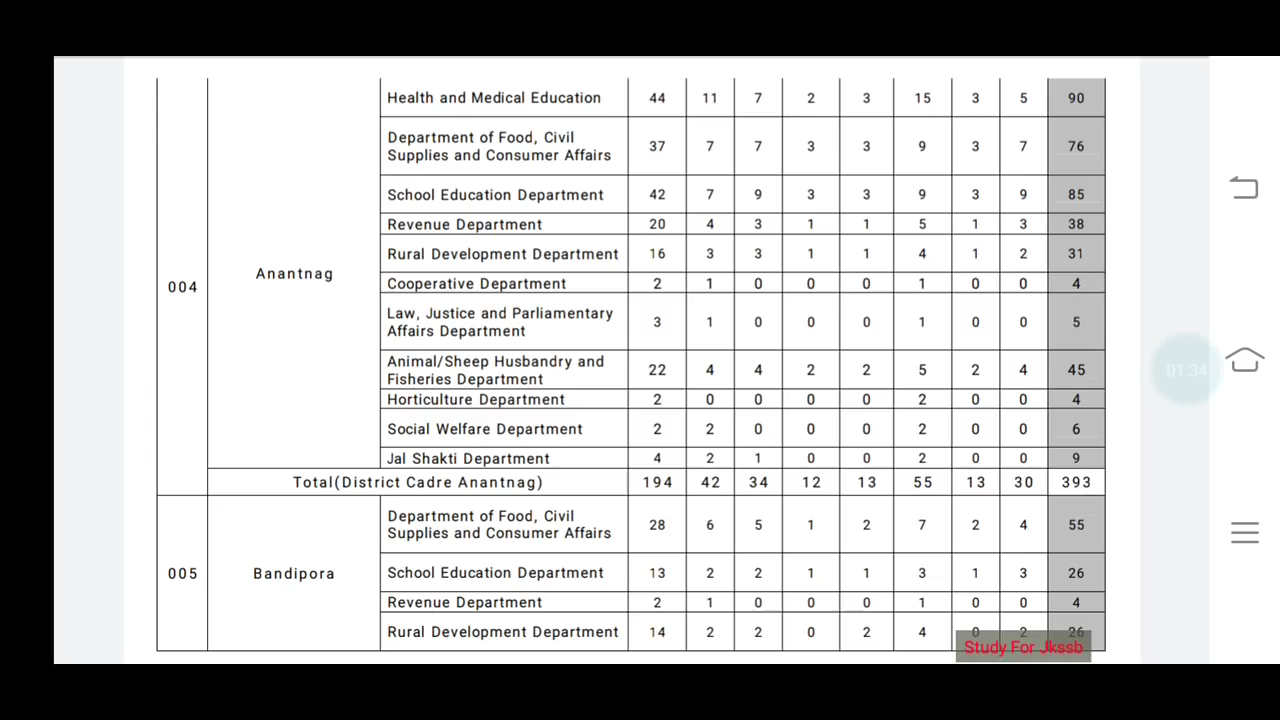 Health and Medical Education 44 11 7 2 3 15 3 5 90
Department of Food, Civil
Supplies and Consumer Affairs 37 7 7 3 3 9 3 7 76
School Education Department 42 7 9 3 3 9 3 9 85
Revenue Department 20 4 3 1 1 5 1 3 38
Rural Development Department 16 3 3 1 1 4 1 2 31
004 Anantnag
Cooperative Department 2 1 0 0 0 1 0 0 4
Law, Justice and Parliamentary
Affairs Department 3 1 0 0 0 1 0 0 5
Animal/Sheep Husbandry and
Fisheries Department 22 4 4 2 2 5 2 4 45
Horticulture Department 2 0 0 0 0 2 0 0 4
Social Welfare Department 2 2 0 0 0 2 0 0 6
Jal Shakti Department 4 2 1 0 0 2 0 0 9
Total(District Cadre Anantnag) 194 42 34 12 13 55 13 30 393
Department of Food, Civil
Supplies and Consumer Affairs 28 6 5 1 2 7 2 4 55
005 Bandipora
School Education Department 13 2 2 1 1 3 1 3 26
Revenue Department 2 1 0 0 0 1 0 0 4
Rural Development Department 14 2 2 0 2 4 0 2 26
Study For Jkssb
01:34